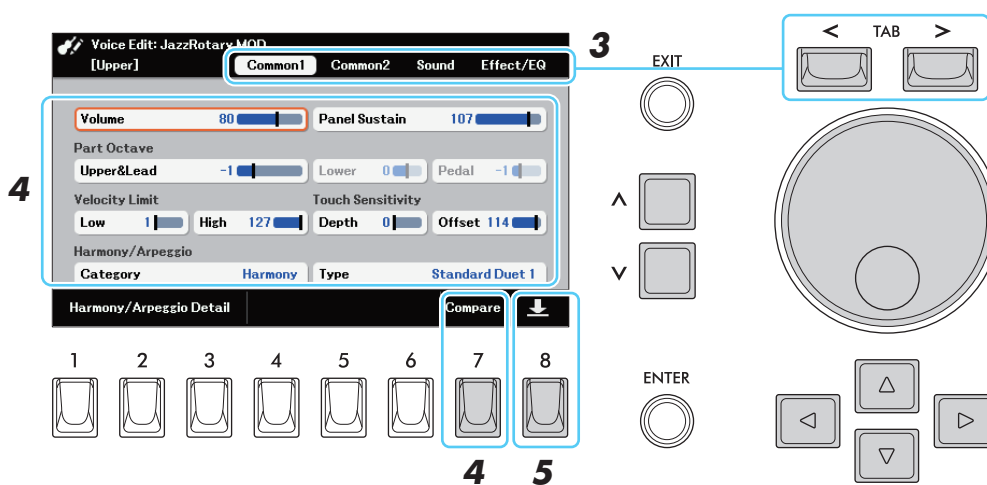 Voice Edit: JazzRotary MOD
[Upper] Common1 Common2 Sound Effect/EQ
3
< TAB >
EXIT
4
Volume 80 Panel Sustain 107
Part Octave
Upper&Lead -1 Lower 0 Pedal -1
Velocity Limit Touch Sensitivity
Low 1 High 127 Depth 0 Offset 114
Harmony/Arpeggio
Category Harmony Type Standard Duet 1
Harmony/Arpeggio Detail Compare
1 2 3 4 5 6 7 8
ENTER
4 5